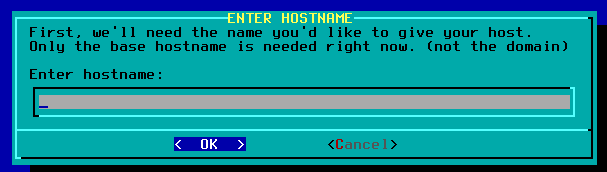 ENTER HOSTNAME
First, we'll need the name you'd like to give your host.
Only the base hostname is needed right now. (not the domain)
Enter hostname:
< OK > <Cancel>